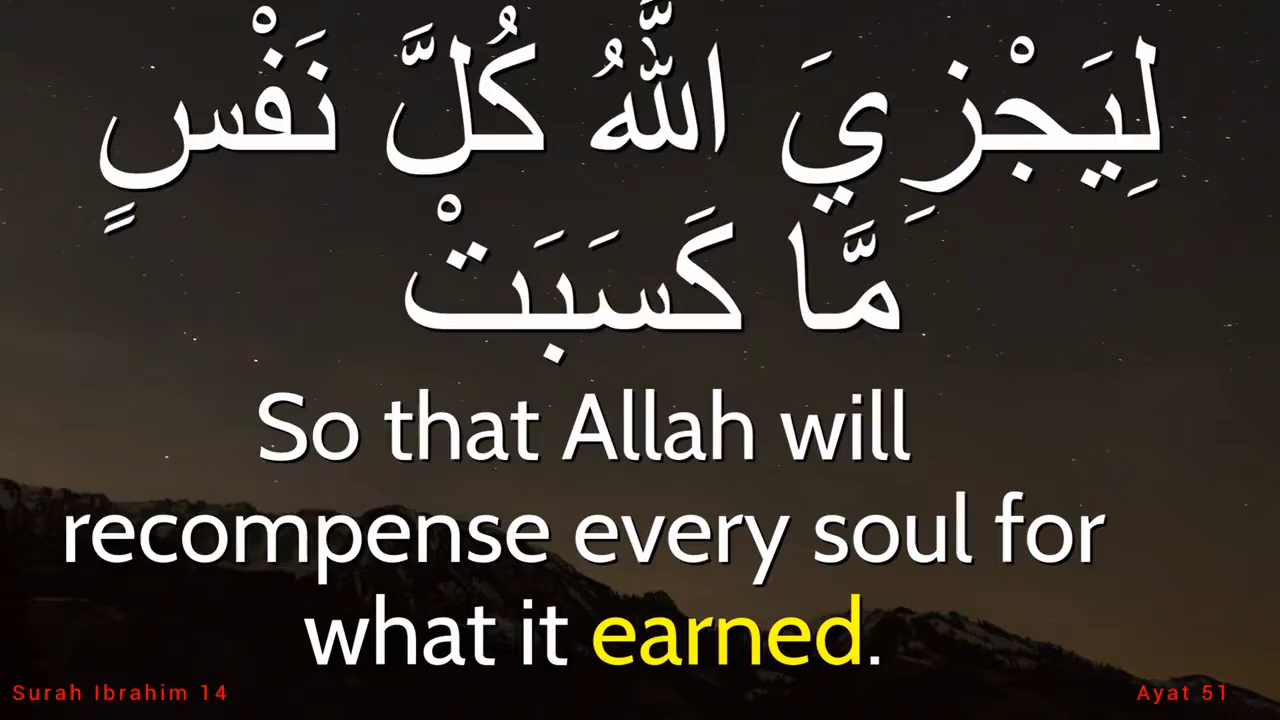 لِيَجْزِيَ اللَّهُ كُلَّ نَفْسٍ
مَّا كَسَبَتْ
So that Allah will
recompense every soul for
what it earned.
Surah Ibrahim 14
Ayat 51